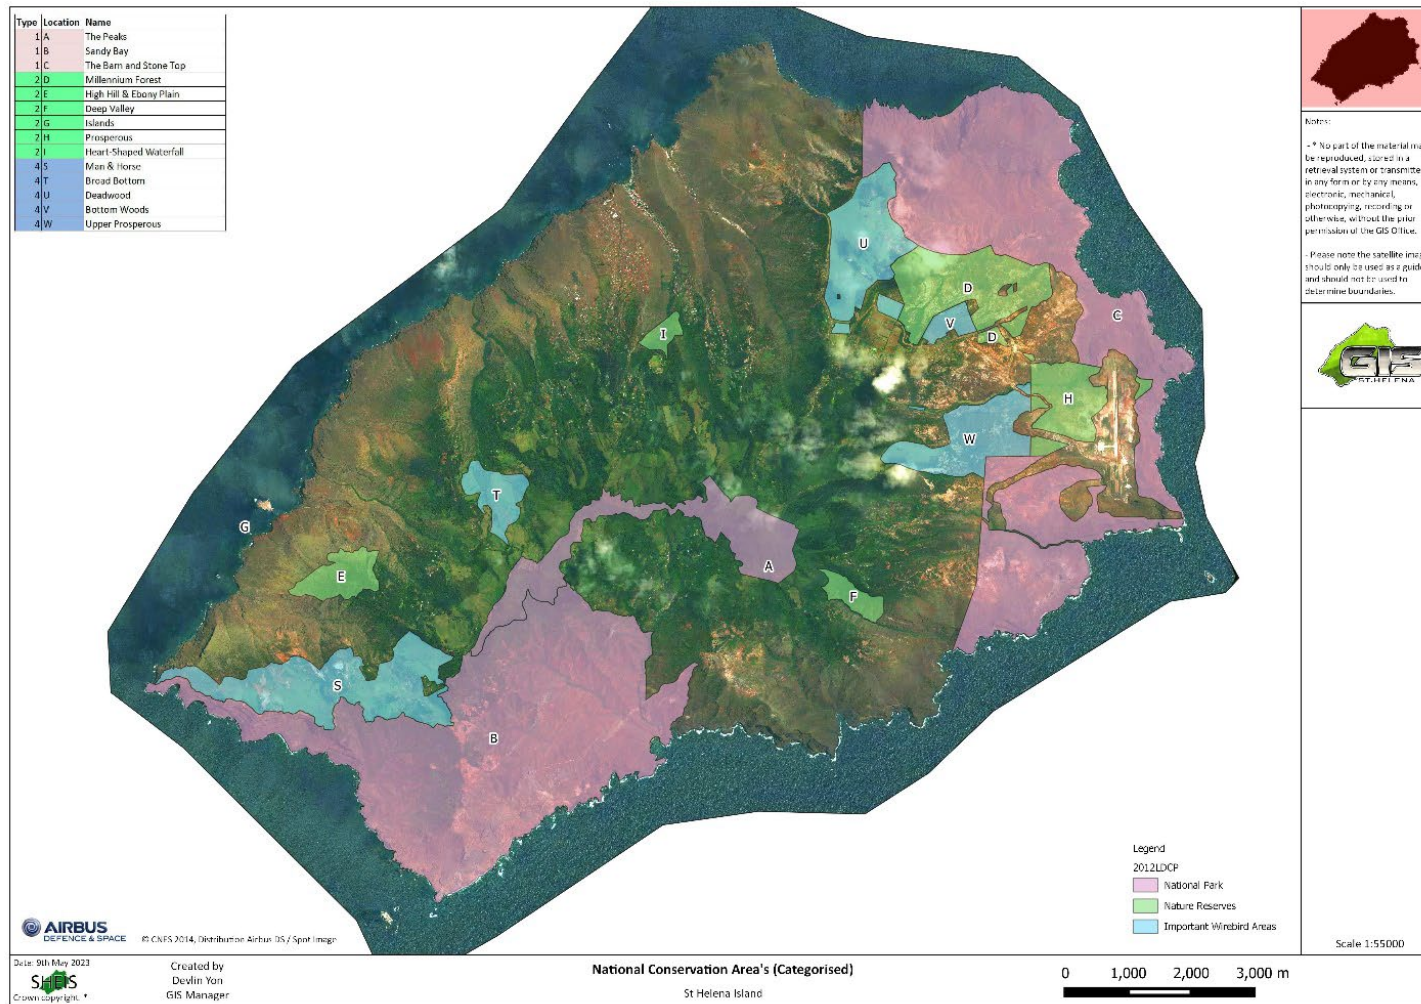 Type Location Name
1 A The Peaks
1 B Sandy Bay
1 C The Barn and Stone Top
2 D Millennium Forest
2 E High Hill & Ebony Plain
2 F Deep Valley
2 G Islands
2 H Prosperous
2 I Heart-Shaped Waterfall
4 S Man & Horse
4 T Broad Bottom
4 U Deadwood
4 V Bottom Woods
4 W Upper Prosperous
U
D
C
V
I
D
H
W
T
G
A
E
F
S
B
Notes:
- * No part of the material ma
be reproduced, stored in a
retrieval system or transmitte
in any form or by any means,
electronic, mechanical,
photocopying, recording or
otherwise, without the prior
permission of the GIS Office.
- Please note the satellite imag
should only be used as a guide
and should not be used to
determine boundaries.
GIS
ST.HELENA
Legend
2012LDCP
National Park
Nature Reserves
Important Wirebird Areas
Scale 1:55000
AIRBUS
DEFENCE & SPACE
© CNES 2014, Distribution Airbus DS / Spot Image
Date: 9th May 2023
SHEIS
Crown copyright. *
Created by
Devlin Yon
GIS Manager
National Conservation Area's (Categorised)
St Helena Island
0 1,000 2,000 3,000 m